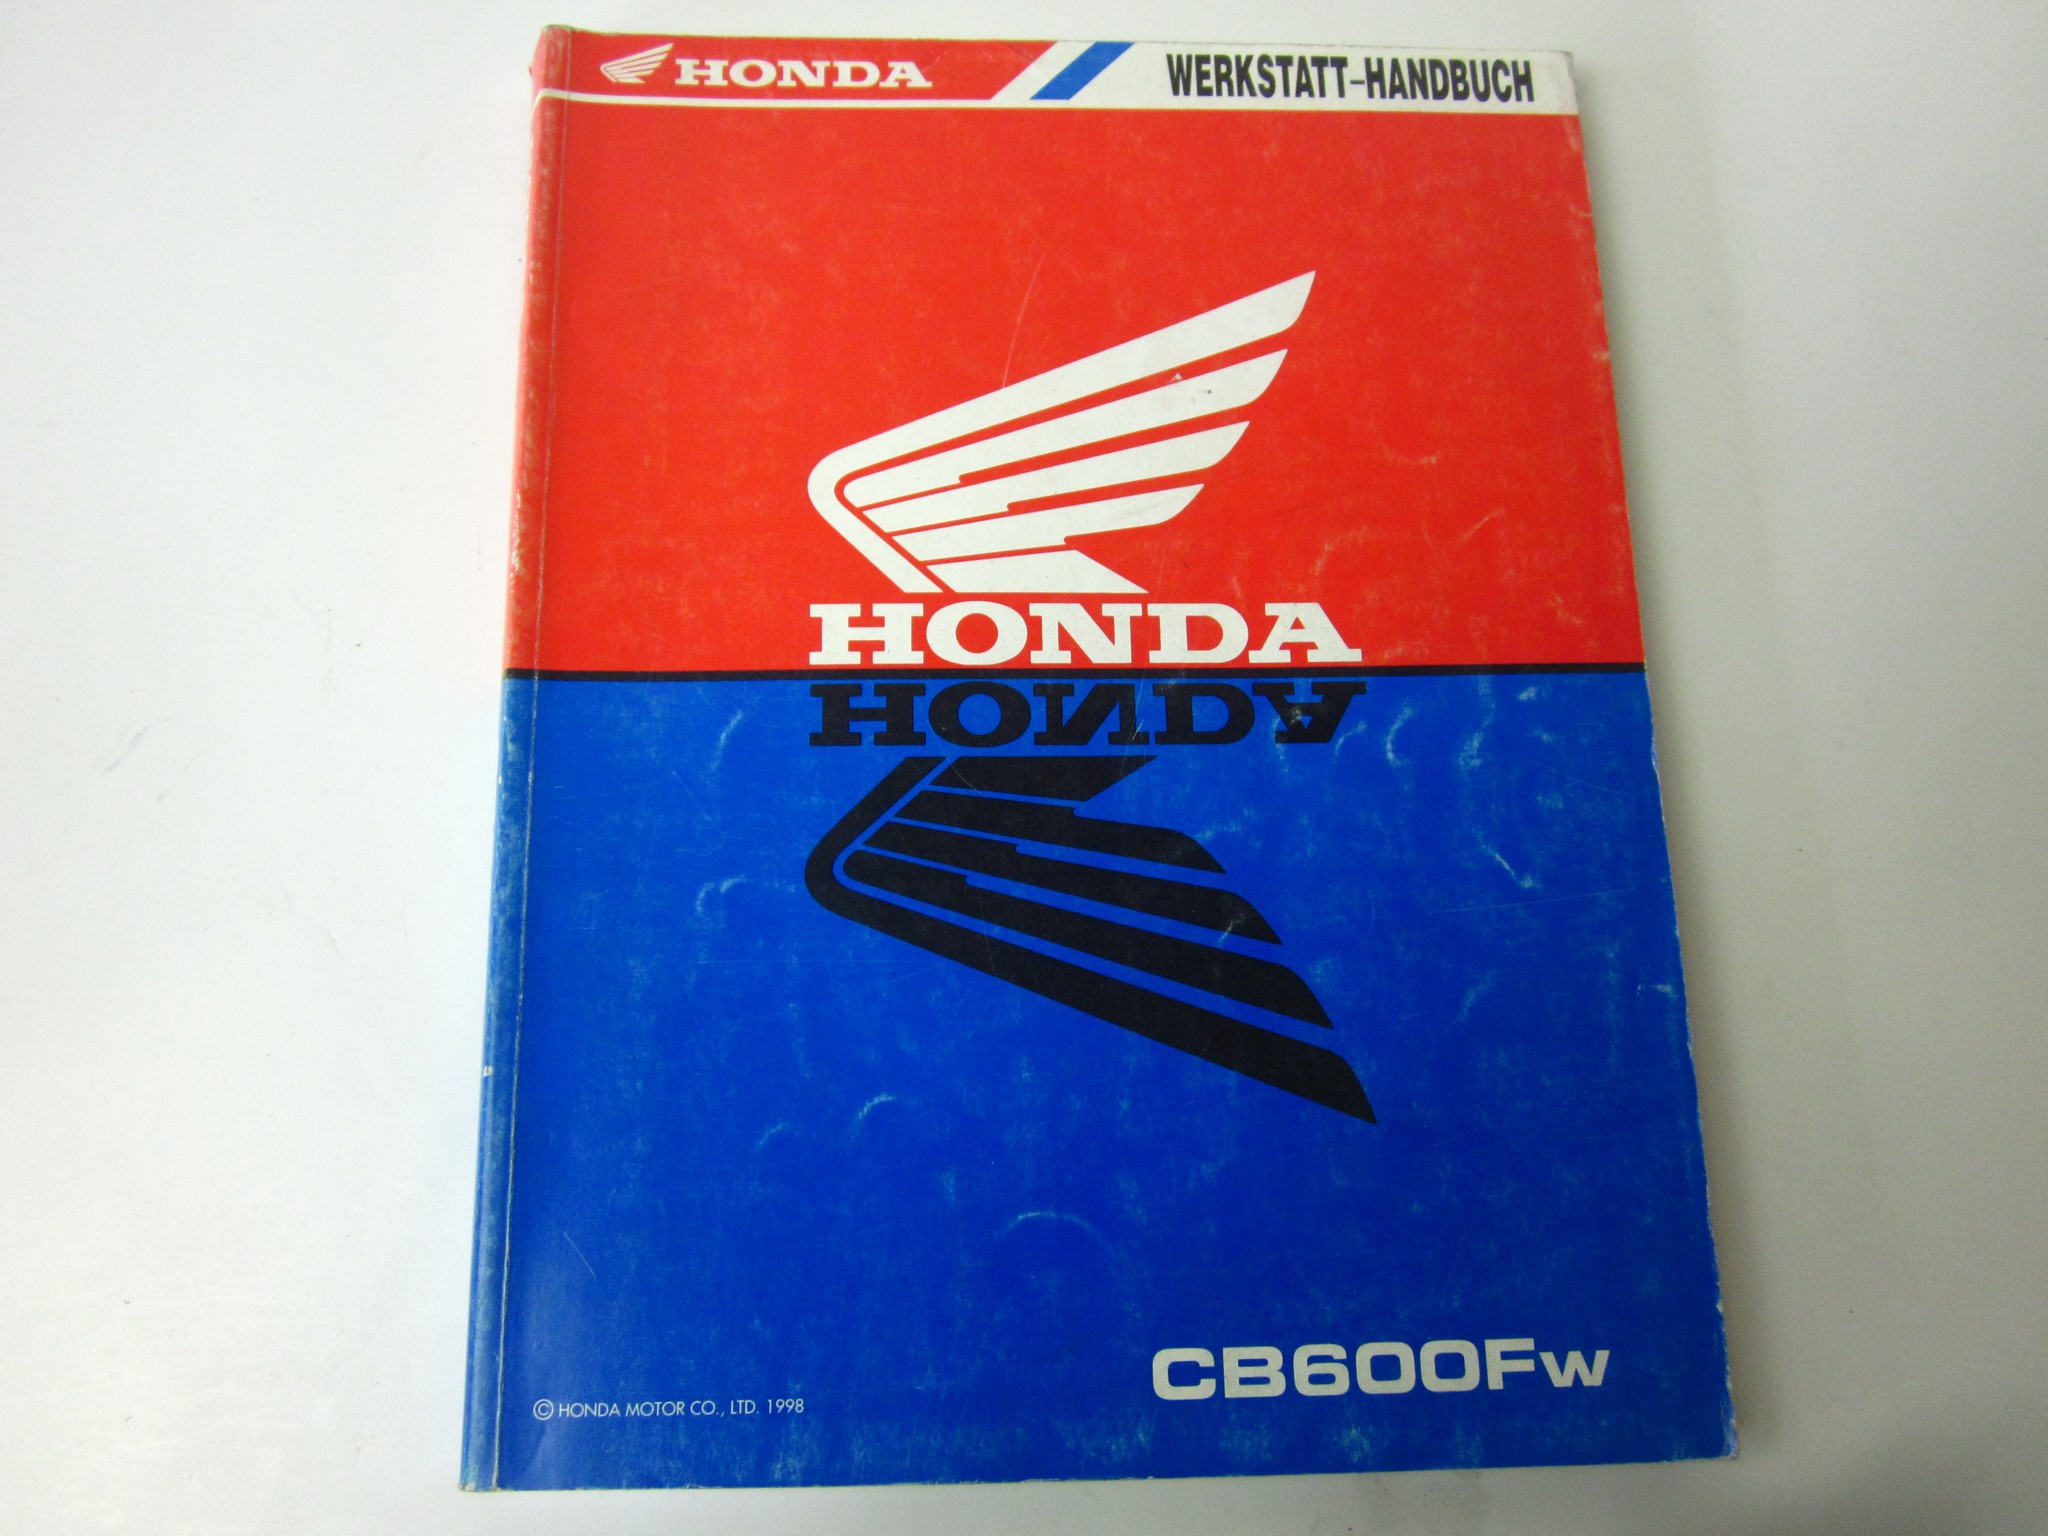 HONDA
WERKSTATT-HANDBUCH
HONDA
HONDA
CB600Fw
© HONDA MOTOR CO., LTD. 1998